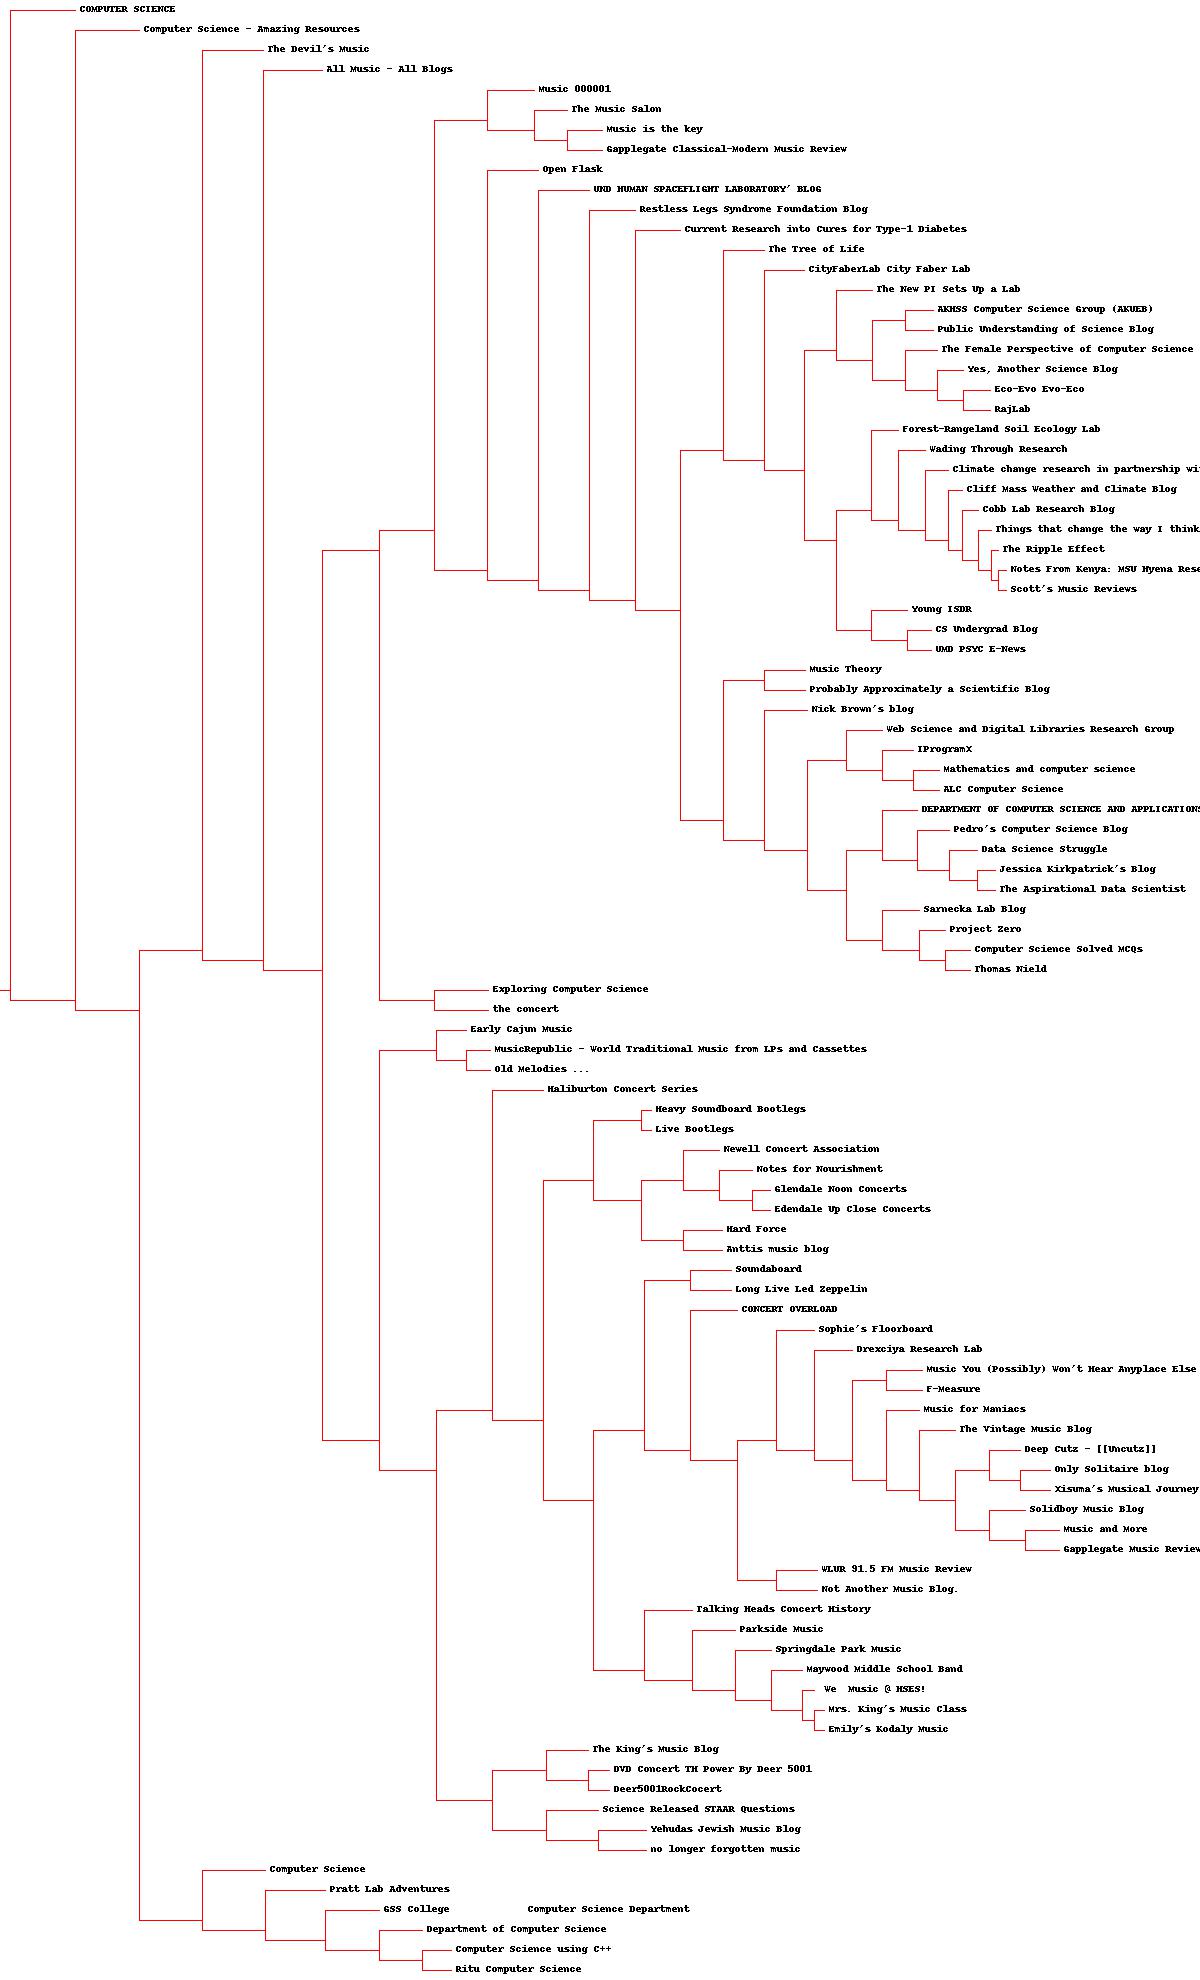 COMPUTER SCIENCE
Computer Science - Amazing Resources
The Devil's Music
All Music - All Blogs
Music 000001
The Music Salon
Music is the key
Gapplegate Classical-Modern Music Review
Open Flask
UND HUMAN SPACEFLIGHT LABORATORY' BLOG
Restless Legs Syndrome Foundation Blog
Current Research into Cures for Type-1 Diabetes
The Tree of Life
CityFaberLab City Faber Lab
The New PI Sets Up a Lab
AKHSS Computer Science Group (AKUEB)
Public Understanding of Science Blog
The Female Perspective of Computer Science
Yes, Another Science Blog
Eco-Evo Evo-Eco
RajLab
Forest-Rangeland Soil Ecology Lab
Wading Through Research
Climate change research in partnership wi
Cliff Mass Weather and Climate Blog
Cobb Lab Research Blog
Things that change the way I think
The Ripple Effect
Notes From Kenya: MSU Hyena Rese
Scott's Music Reviews
Young ISDR
CS Undergrad Blog
UMD PSYC E-News
Music Theory
Probably Approximately a Scientific Blog
Nick Brown's blog
Web Science and Digital Libraries Research Group
IProgramX
Mathematics and computer science
ALC Computer Science
DEPARTMENT OF COMPUTER SCIENCE AND APPLICATIONS
Pedro's Computer Science Blog
Data Science Struggle
Jessica Kirkpatrick's Blog
The Aspirational Data Scientist
Sarnecka Lab Blog
Project Zero
Computer Science Solved MCQs
Thomas Nield
Exploring Computer Science
the concert
Early Cajun Music
MusicRepublic - World Traditional Music from LPs and Cassettes
Old Melodies ...
Haliburton Concert Series
Heavy Soundboard Bootlegs
Live Bootlegs
Newell Concert Association
Notes for Nourishment
Glendale Noon Concerts
Edendale Up Close Concerts
Hard Force
Anttis music blog
Soundaboard
Long Live Led Zeppelin
CONCERT OVERLOAD
Sophie's Floorboard
Drexciya Research Lab
Music You (Possibly) Won't Hear Anyplace Else
F-Measure
Music for Maniacs
The Vintage Music Blog
Deep Cutz - [[Uncutz]]
Only Solitaire blog
Xisuma's Musical Journey
Solidboy Music Blog
Music and More
Gapplegate Music Review
WLUR 91.5 FM Music Review
Not Another Music Blog.
Talking Heads Concert History
Parkside Music
Springdale Park Music
Maywood Middle School Band
We  Music @ HSES!
Mrs. King's Music Class
Emily's Kodaly Music
The King's Music Blog
DVD Concert TH Power By Deer 5001
Deer5001RockCocert
Science Released STAAR Questions
Yehudas Jewish Music Blog
no longer forgotten music
Computer Science
Pratt Lab Adventures
GSS College Computer Science Department
Department of Computer Science
Computer Science using C++
Ritu Computer Science